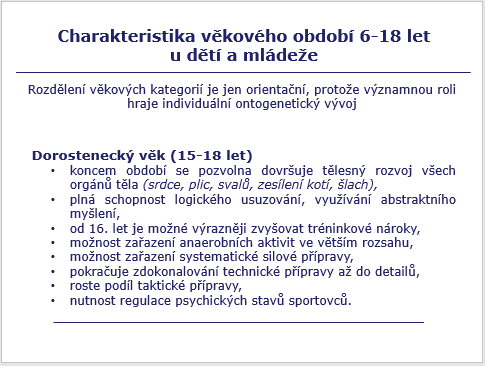 Charakteristika věkového období 6-18 let
u dětí a mládeže
Rozdělení věkových kategorií je jen orientační, protože významnou roli
hraje individuální ontogenetický vývoj
Dorostenecký věk (15-18 let)
• koncem období se pozvolna dovršuje tělesný rozvoj všech
orgánů těla (srdce, plic, svalů, zesílení kotí, šlach),
• plná schopnost logického usuzování, využívání abstraktního
myšlení,
• od 16. let je možné výrazněji zvyšovat tréninkové nároky,
• možnost zařazení anaerobních aktivit ve větším rozsahu,
• možnost zařazení systematické silové přípravy,
• pokračuje zdokonalování technické přípravy až do detailů,
• roste podíl taktické přípravy,
• nutnost regulace psychických stavů sportovců.